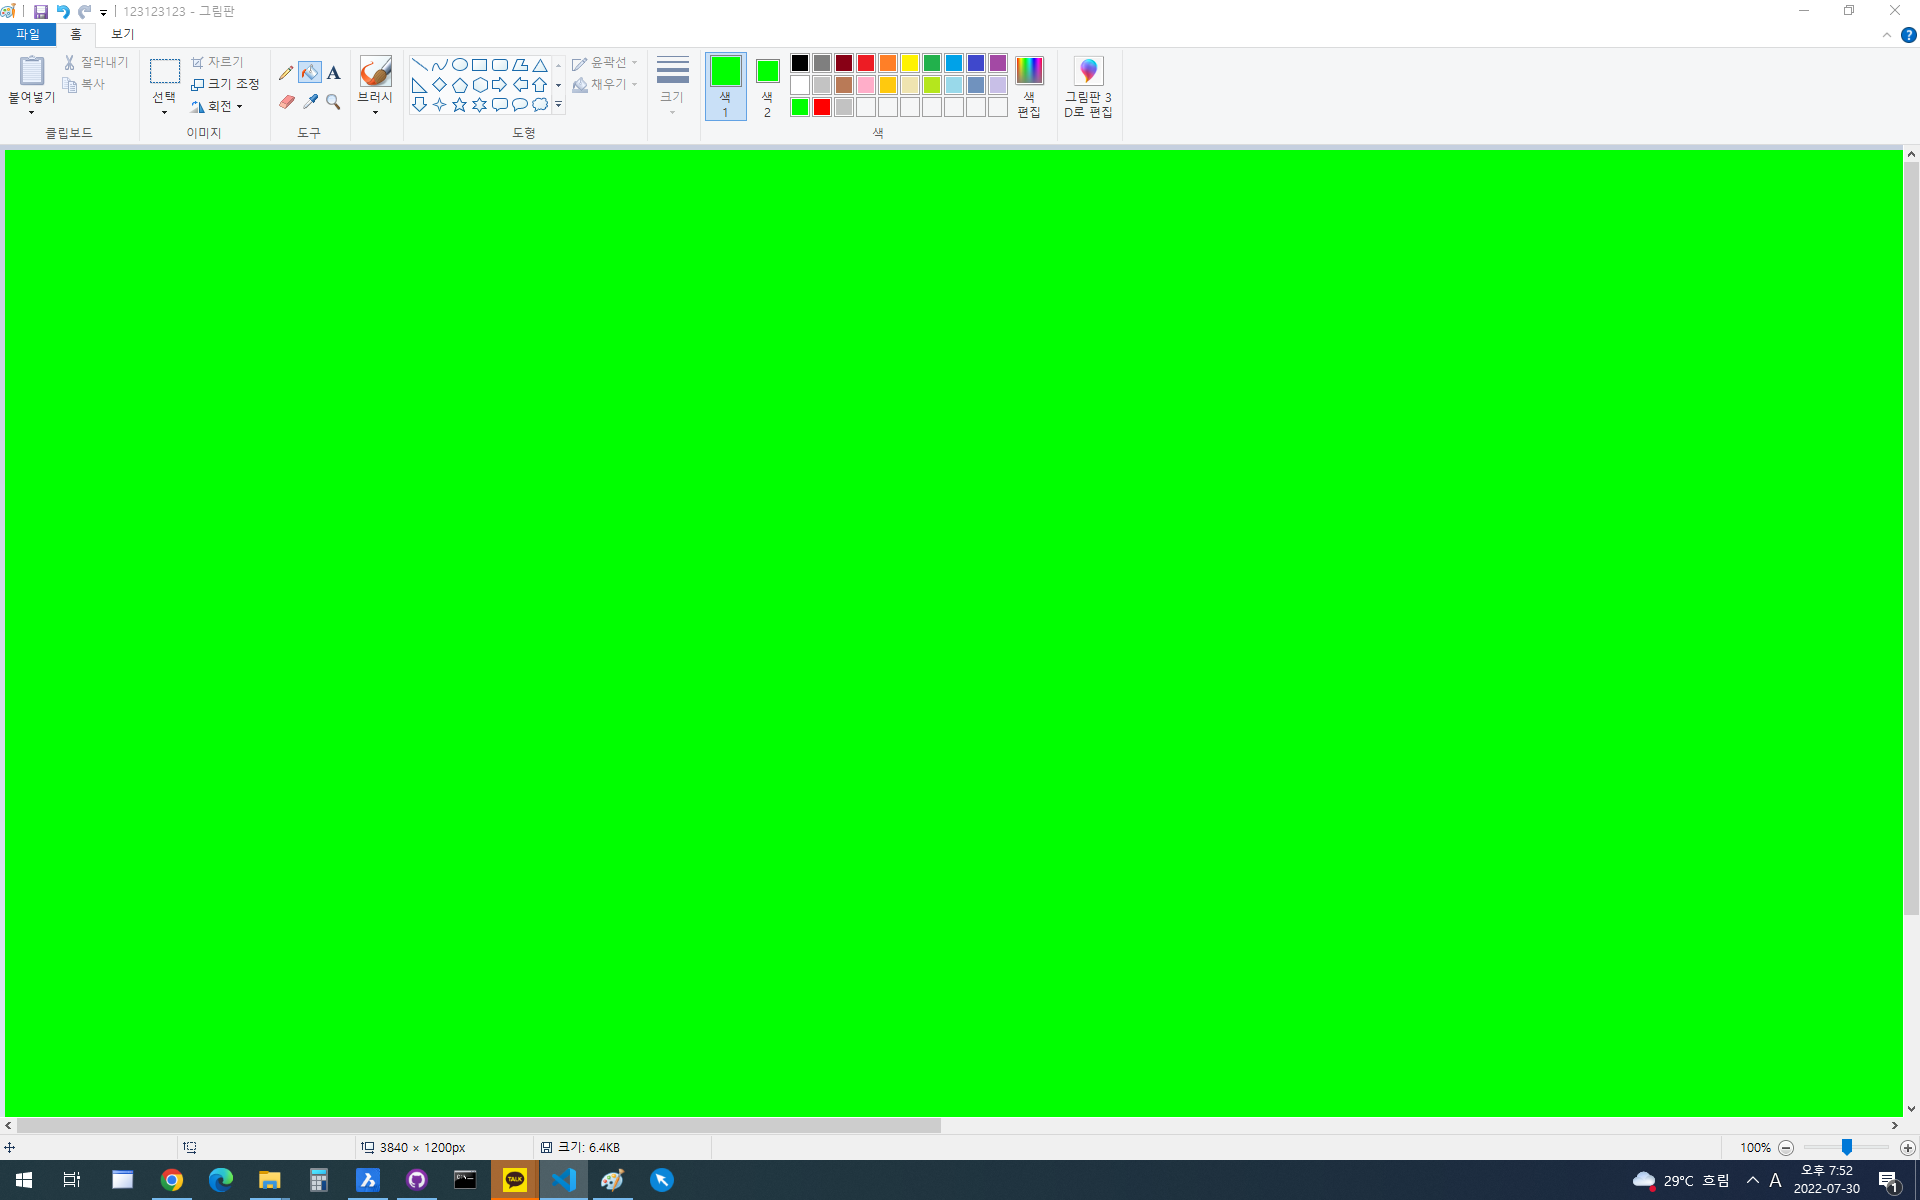 123123123 - 그림판
파일 홈 보기
붙여넣기
잘라내기
복사
클립보드
선택
자르기
크기 조정
회전
이미지
A
도구
브러시
윤곽선
채우기
도형
크기
색
1
색
2
색
편집
색
그림판 3
D로 편집
3840 × 1200px
크기: 6.4KB
100%
TALK
29°C 흐림
A
오후 7:52
2022-07-30
1